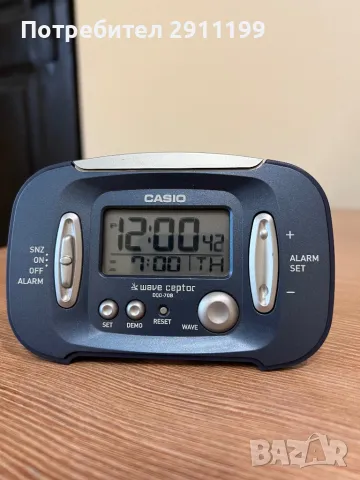 Потребител 2911199
CASIO
P 12:00 42
7:00 TH
wave ceptor
DQD-70B
SNZ
ON
OFF
ALARM
+
ALARM
SET
−
SET
DEMO
RESET
WAVE
BAZAR